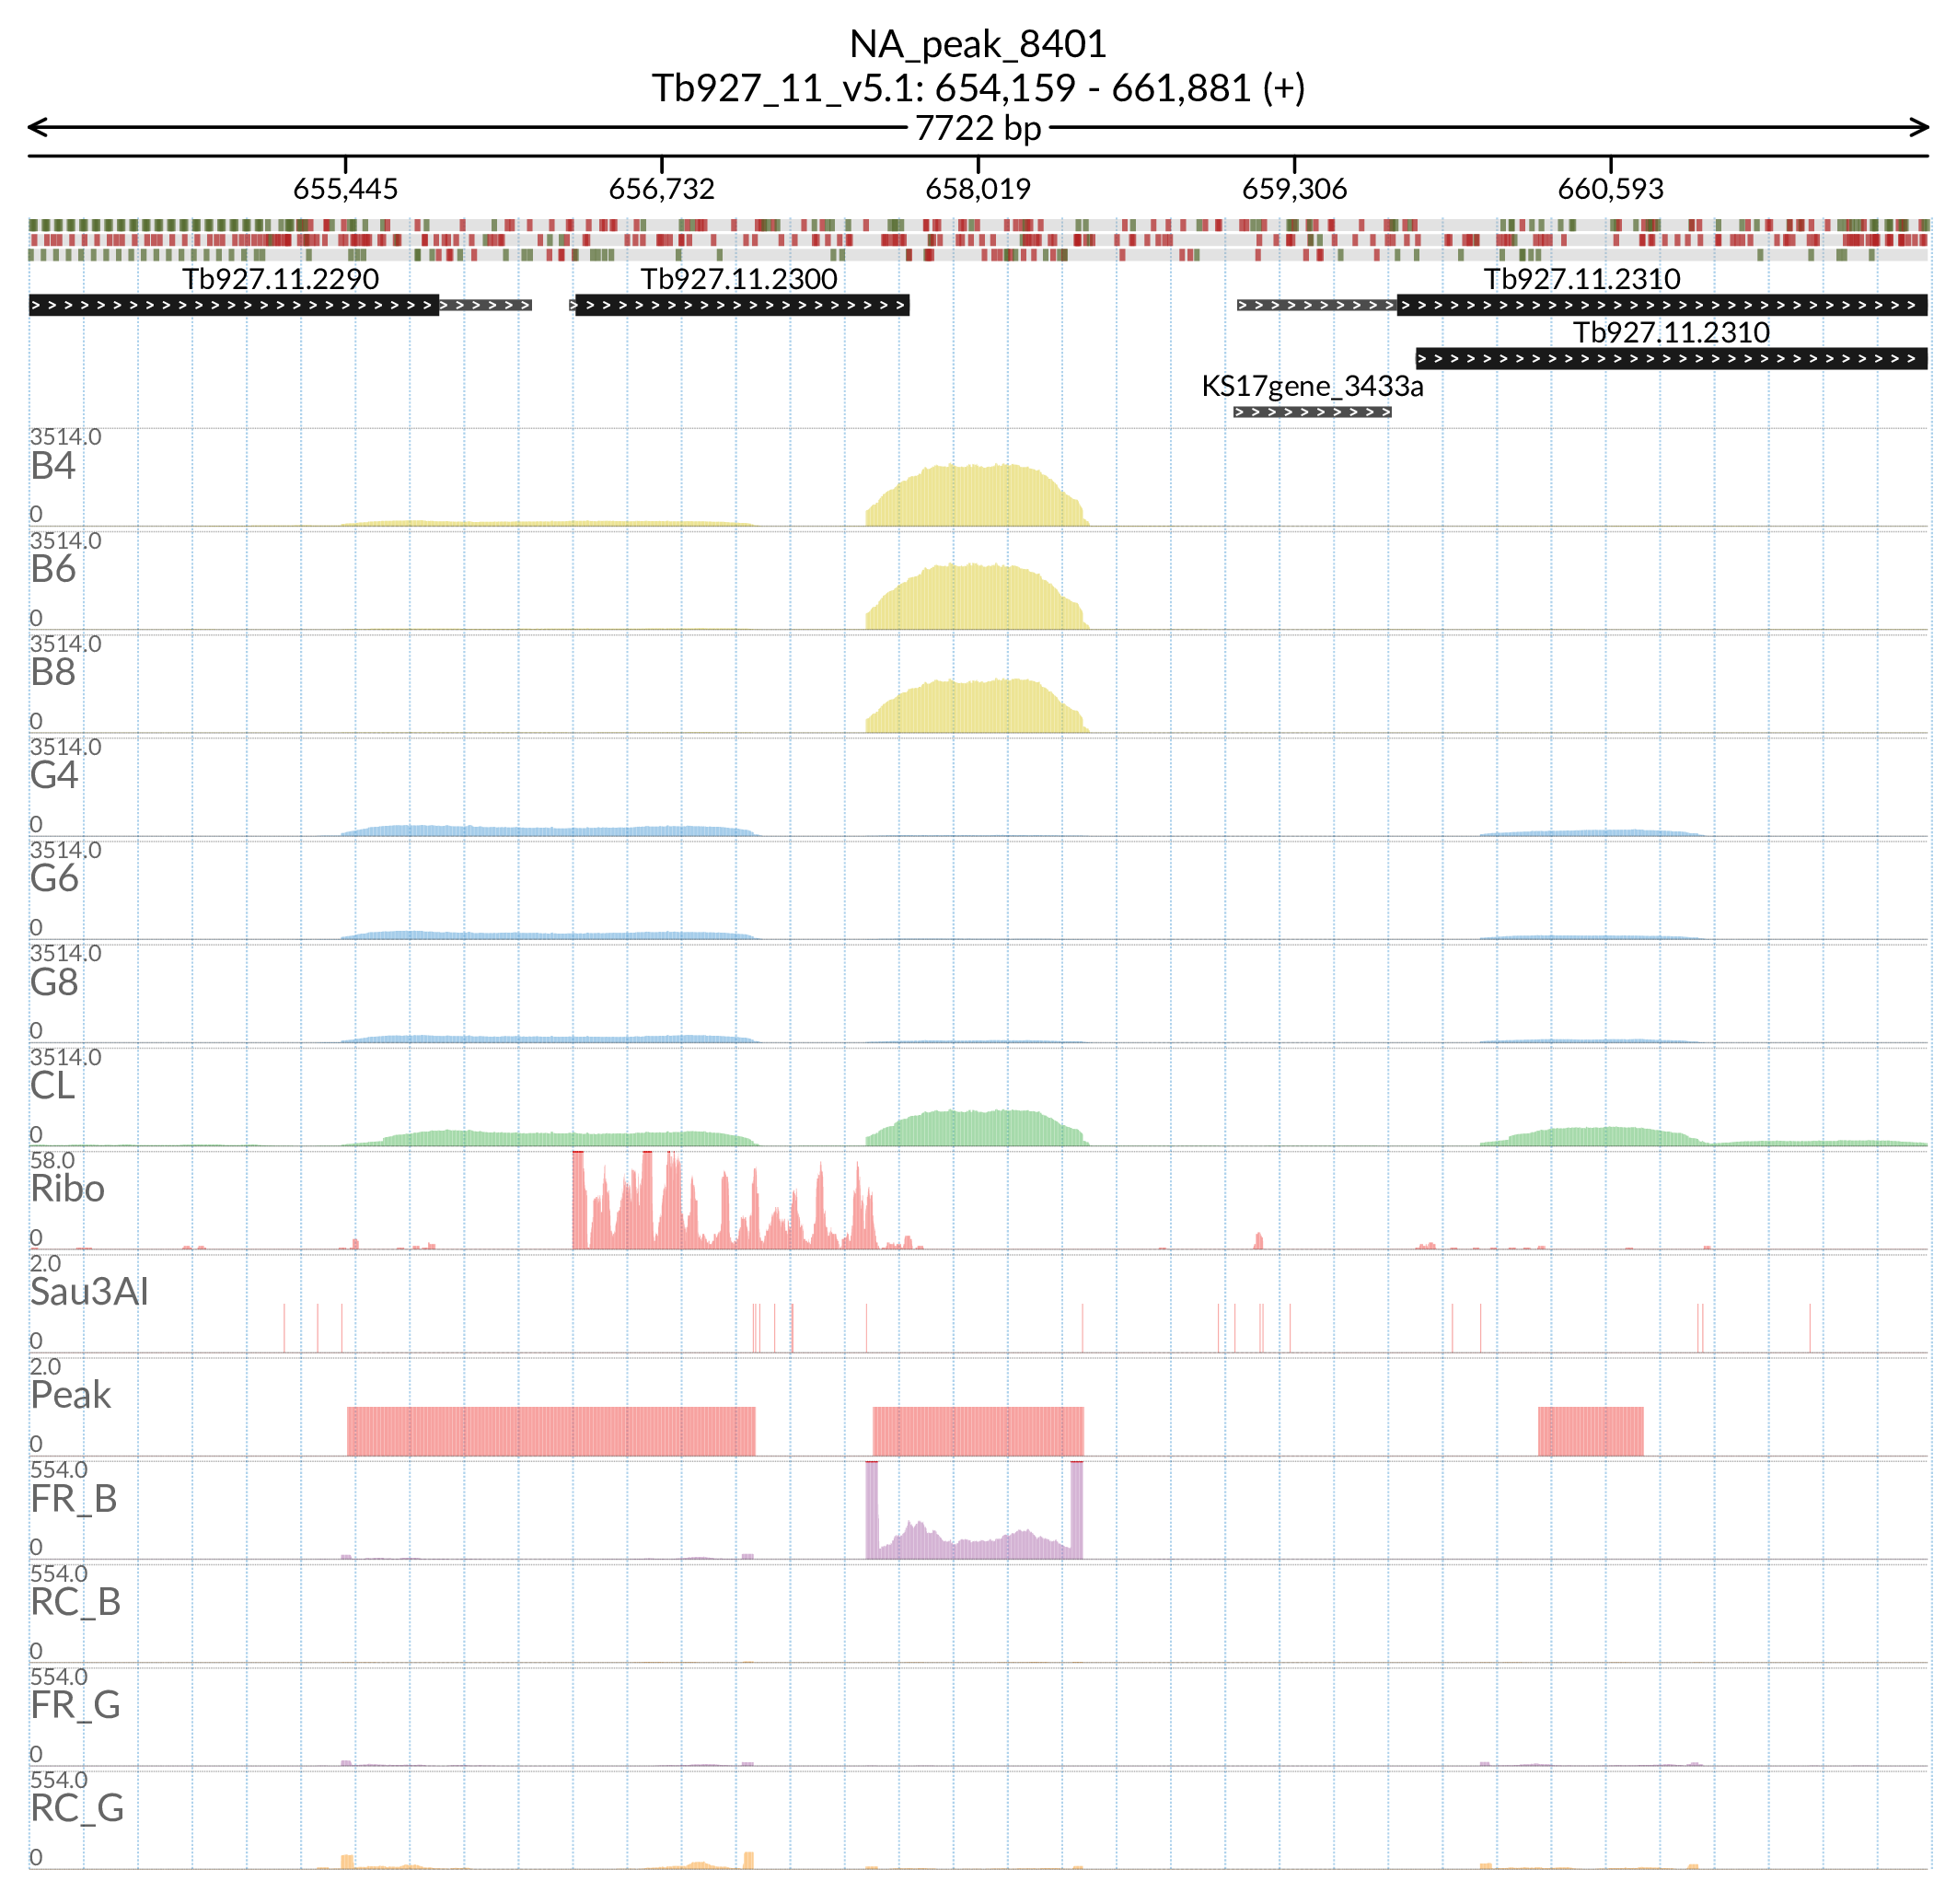 NA_peak_8401
Tb927_11_v5.1: 654,159 - 661,881 (+)
7722 bp
655,445 656,732 658,019 659,306 660,593
Tb927.11.2290 Tb927.11.2300 Tb927.11.2310
Tb927.11.2310
KS17gene_3433a
3514.0
B4
0
3514.0
B6
0
3514.0
B8
0
3514.0
G4
0
3514.0
G6
0
3514.0
G8
0
3514.0
CL
0
58.0
Ribo
0
2.0
Sau3AI
0
2.0
Peak
0
554.0
FR_B
0
554.0
RC_B
0
554.0
FR_G
0
554.0
RC_G
0